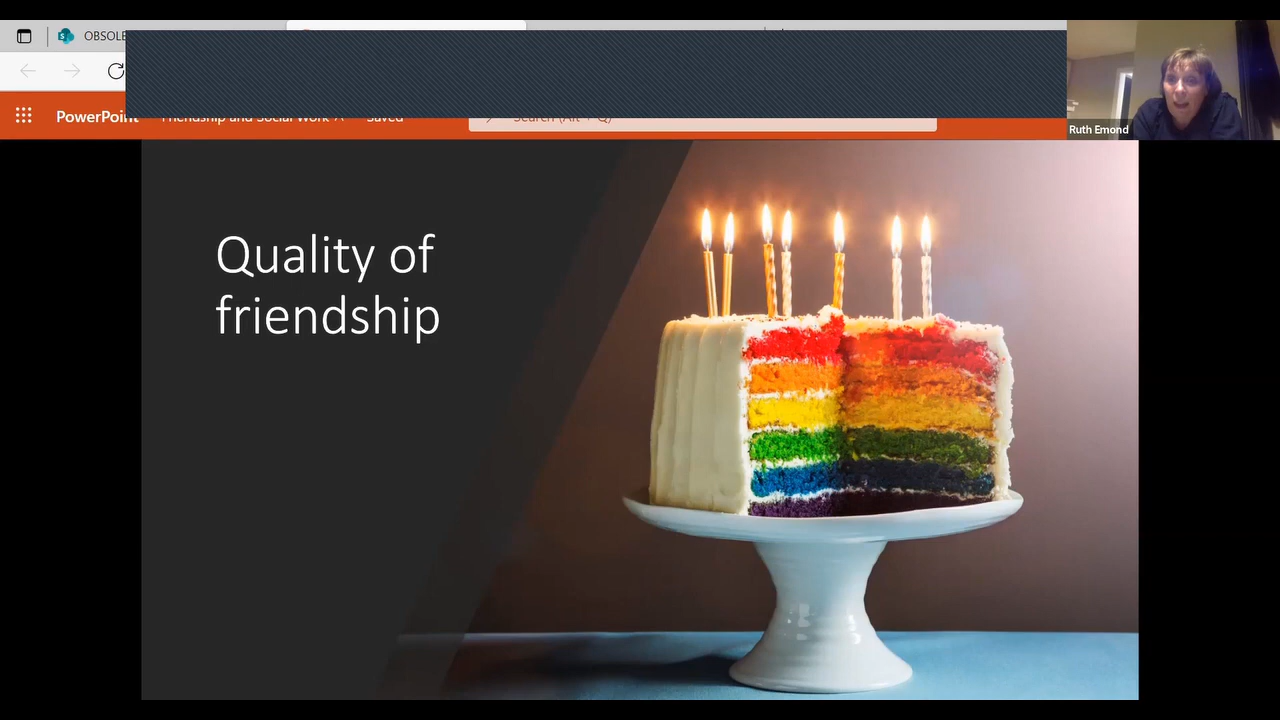 OBSOLE
PowerPoint Friendship and Social Work Saved Search (Alt + Q)
Ruth Emond
Quality of
friendship